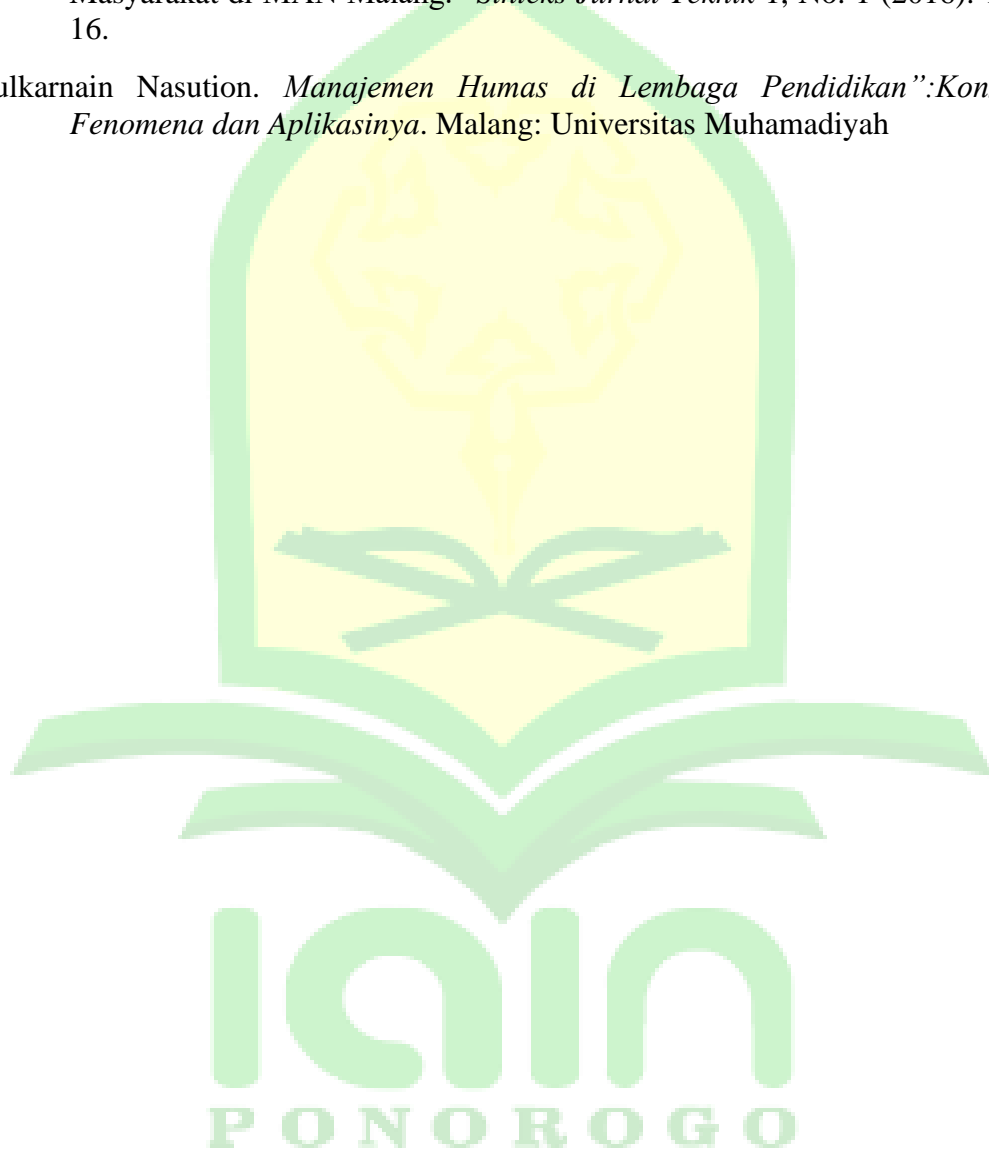 Masyarakat di MAN Malang." Sinteks Jurnal Teknik 1, No. 1 (2016).
16.
ulkarnain Nasution. Manajemen Humas di Lembaga Pendidikan”:Kon
Fenomena dan Aplikasinya. Malang: Universitas Muhamadiyah
iain
PONOROGO